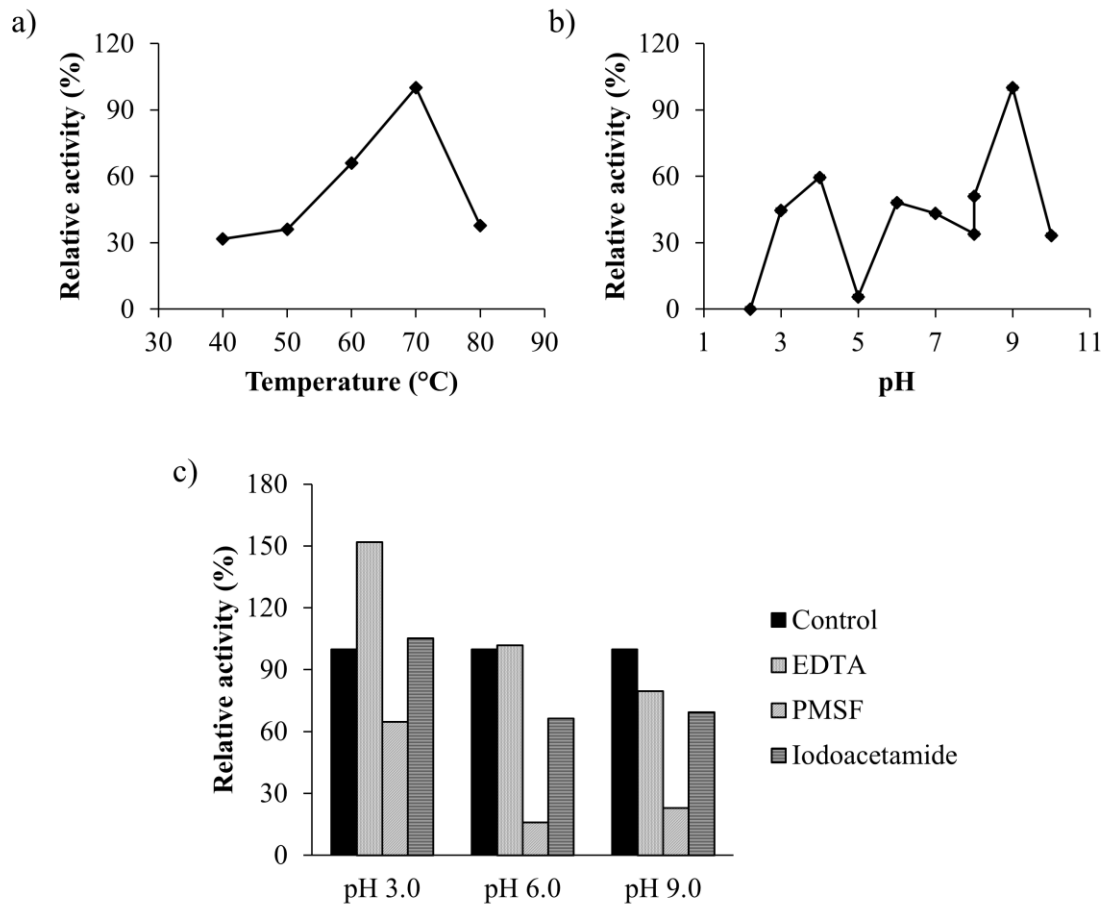 a)
Relative activity (%)
120
90
60
30
0
30 40 50 60 70 80 90
Temperature (°C)
b)
Relative activity (%)
120
90
60
30
0
1 3 5 7 9 11
pH
c)
Relative activity (%)
180
150
120
90
60
30
0
pH 3.0 pH 6.0 pH 9.0
Control
EDTA
PMSF
Iodoacetamide